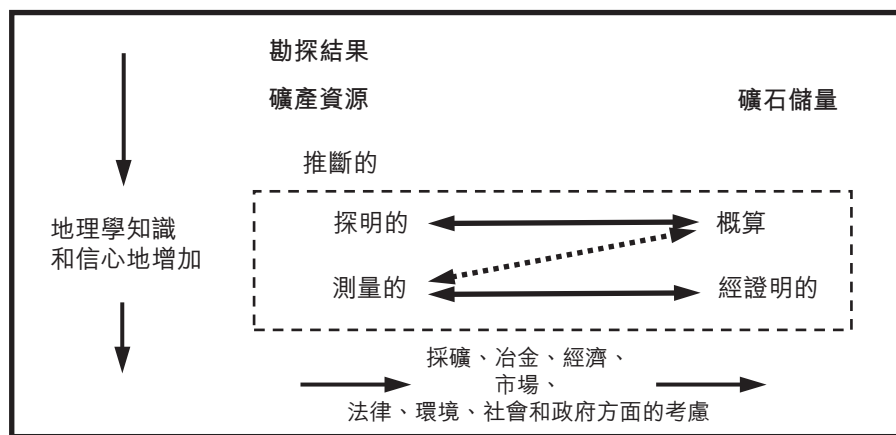 勘探結果
礦產資源
礦石儲量
推斷的
地理學知識
和信心地增加
探明的
概算
測量的
經證明的
採礦、冶金、經濟、
市場、
法律、環境、社會和政府方面的考慮